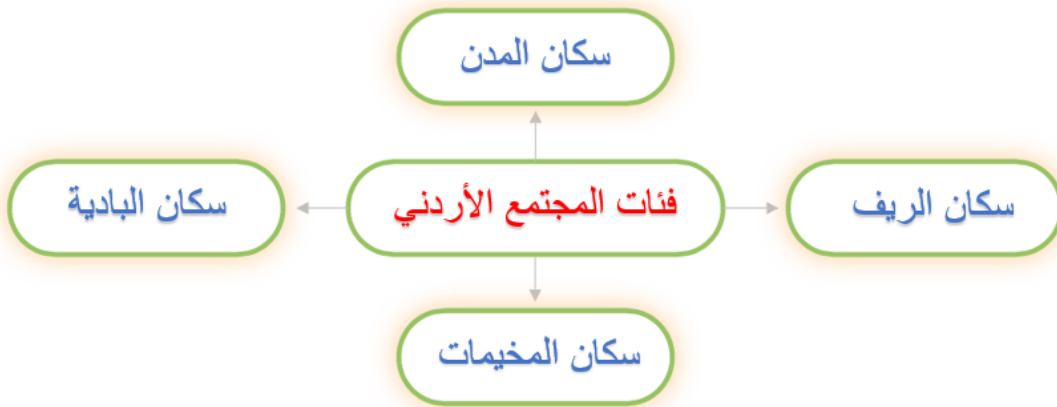 سكان المدن
سكان الريف
فئات المجتمع الأردني
سكان البادية
سكان المخيمات